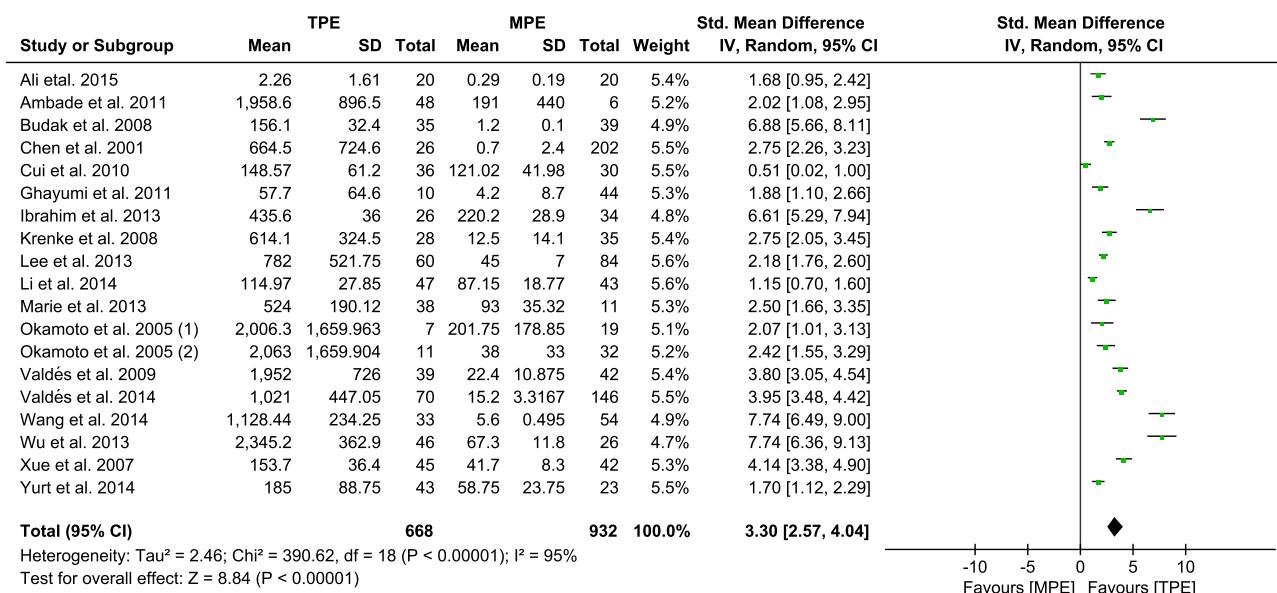 TPE MPE Std. Mean Difference Std. Mean Difference
Study or Subgroup Mean SD Total Mean SD Total Weight IV, Random, 95% CI IV, Random, 95% CI
Ali etal. 2015 2.26 1.61 20 0.29 0.19 20 5.4% 1.68 [0.95, 2.42]
Ambade et al. 2011 1,958.6 896.5 48 191 440 6 5.2% 2.02 [1.08, 2.95]
Budak et al. 2008 156.1 32.4 35 1.2 0.1 39 4.9% 6.88 [5.66, 8.11]
Chen et al. 2001 664.5 724.6 26 0.7 2.4 202 5.5% 2.75 [2.26, 3.23]
Cui et al. 2010 148.57 61.2 36 121.02 41.98 30 5.5% 0.51 [0.02, 1.00]
Ghayumi et al. 2011 57.7 64.6 10 4.2 8.7 44 5.3% 1.88 [1.10, 2.66]
Ibrahim et al. 2013 435.6 36 26 220.2 28.9 34 4.8% 6.61 [5.29, 7.94]
Krenke et al. 2008 614.1 324.5 28 12.5 14.1 35 5.4% 2.75 [2.05, 3.45]
Lee et al. 2013 782 521.75 60 45 7 84 5.6% 2.18 [1.76, 2.60]
Li et al. 2014 114.97 27.85 47 87.15 18.77 43 5.6% 1.15 [0.70, 1.60]
Marie et al. 2013 524 190.12 38 93 35.32 11 5.3% 2.50 [1.66, 3.35]
Okamoto et al. 2005 (1) 2,006.3 1,659.963 7 201.75 178.85 19 5.1% 2.07 [1.01, 3.13]
Okamoto et al. 2005 (2) 2,063 1,659.904 11 38 33 32 5.2% 2.42 [1.55, 3.29]
Valdés et al. 2009 1,952 726 39 22.4 10.875 42 5.4% 3.80 [3.05, 4.54]
Valdés et al. 2014 1,021 447.05 70 15.2 3.3167 146 5.5% 3.95 [3.48, 4.42]
Wang et al. 2014 1,128.44 234.25 33 5.6 0.495 54 4.9% 7.74 [6.49, 9.00]
Wu et al. 2013 2,345.2 362.9 46 67.3 11.8 26 4.7% 7.74 [6.36, 9.13]
Xue et al. 2007 153.7 36.4 45 41.7 8.3 42 5.3% 4.14 [3.38, 4.90]
Yurt et al. 2014 185 88.75 43 58.75 23.75 23 5.5% 1.70 [1.12, 2.29]
Total (95% CI) 668 932 100.0% 3.30 [2.57, 4.04]
Heterogeneity: Tau² = 2.46; Chi² = 390.62, df = 18 (P < 0.00001); I² = 95%
Test for overall effect: Z = 8.84 (P < 0.00001)
-10 -5 0 5 10
Favours [MPE] Favours [TPE]